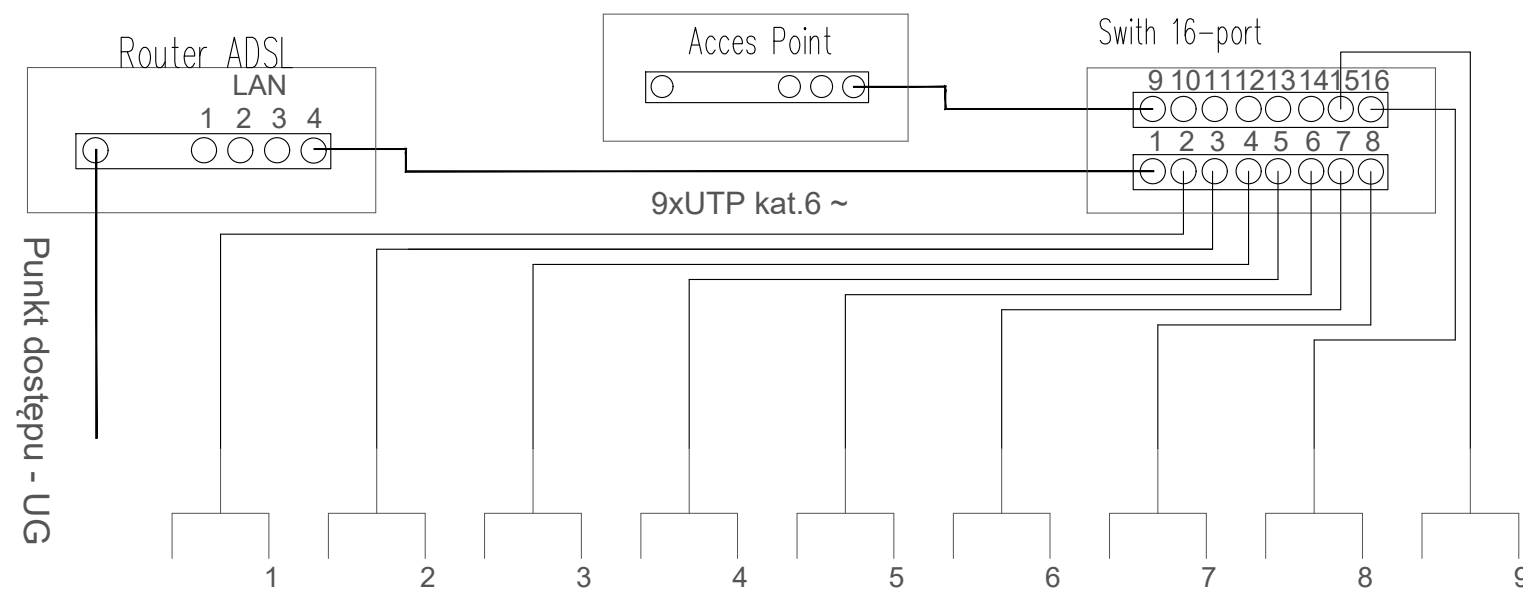 Router ADSL
LAN
1 2 3 4
Acces Point
Swith 16-port
9 10 11 12 13 14 15 16
1 2 3 4 5 6 7 8
9xUTP kat.6 ~
Punkt dostępu - UG
1 2 3 4 5 6 7 8 9